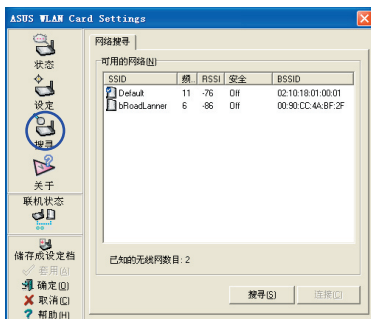 ASUS WLAN Card Settings
状态
设定
搜寻
关于
联机状态
储存成设定档
套用(A)
确定(O)
取消(C)
帮助(H)
网络搜寻
可用的网络(N)
SSID 频.. RSSI 安全 BSSID
Default 11 -76 Off 02:10:18:01:00:01
bRoadLanner 6 -86 Off 00:90:CC:4A:BF:2F
已知的无线网数目: 2
搜寻(S) 连接(C)